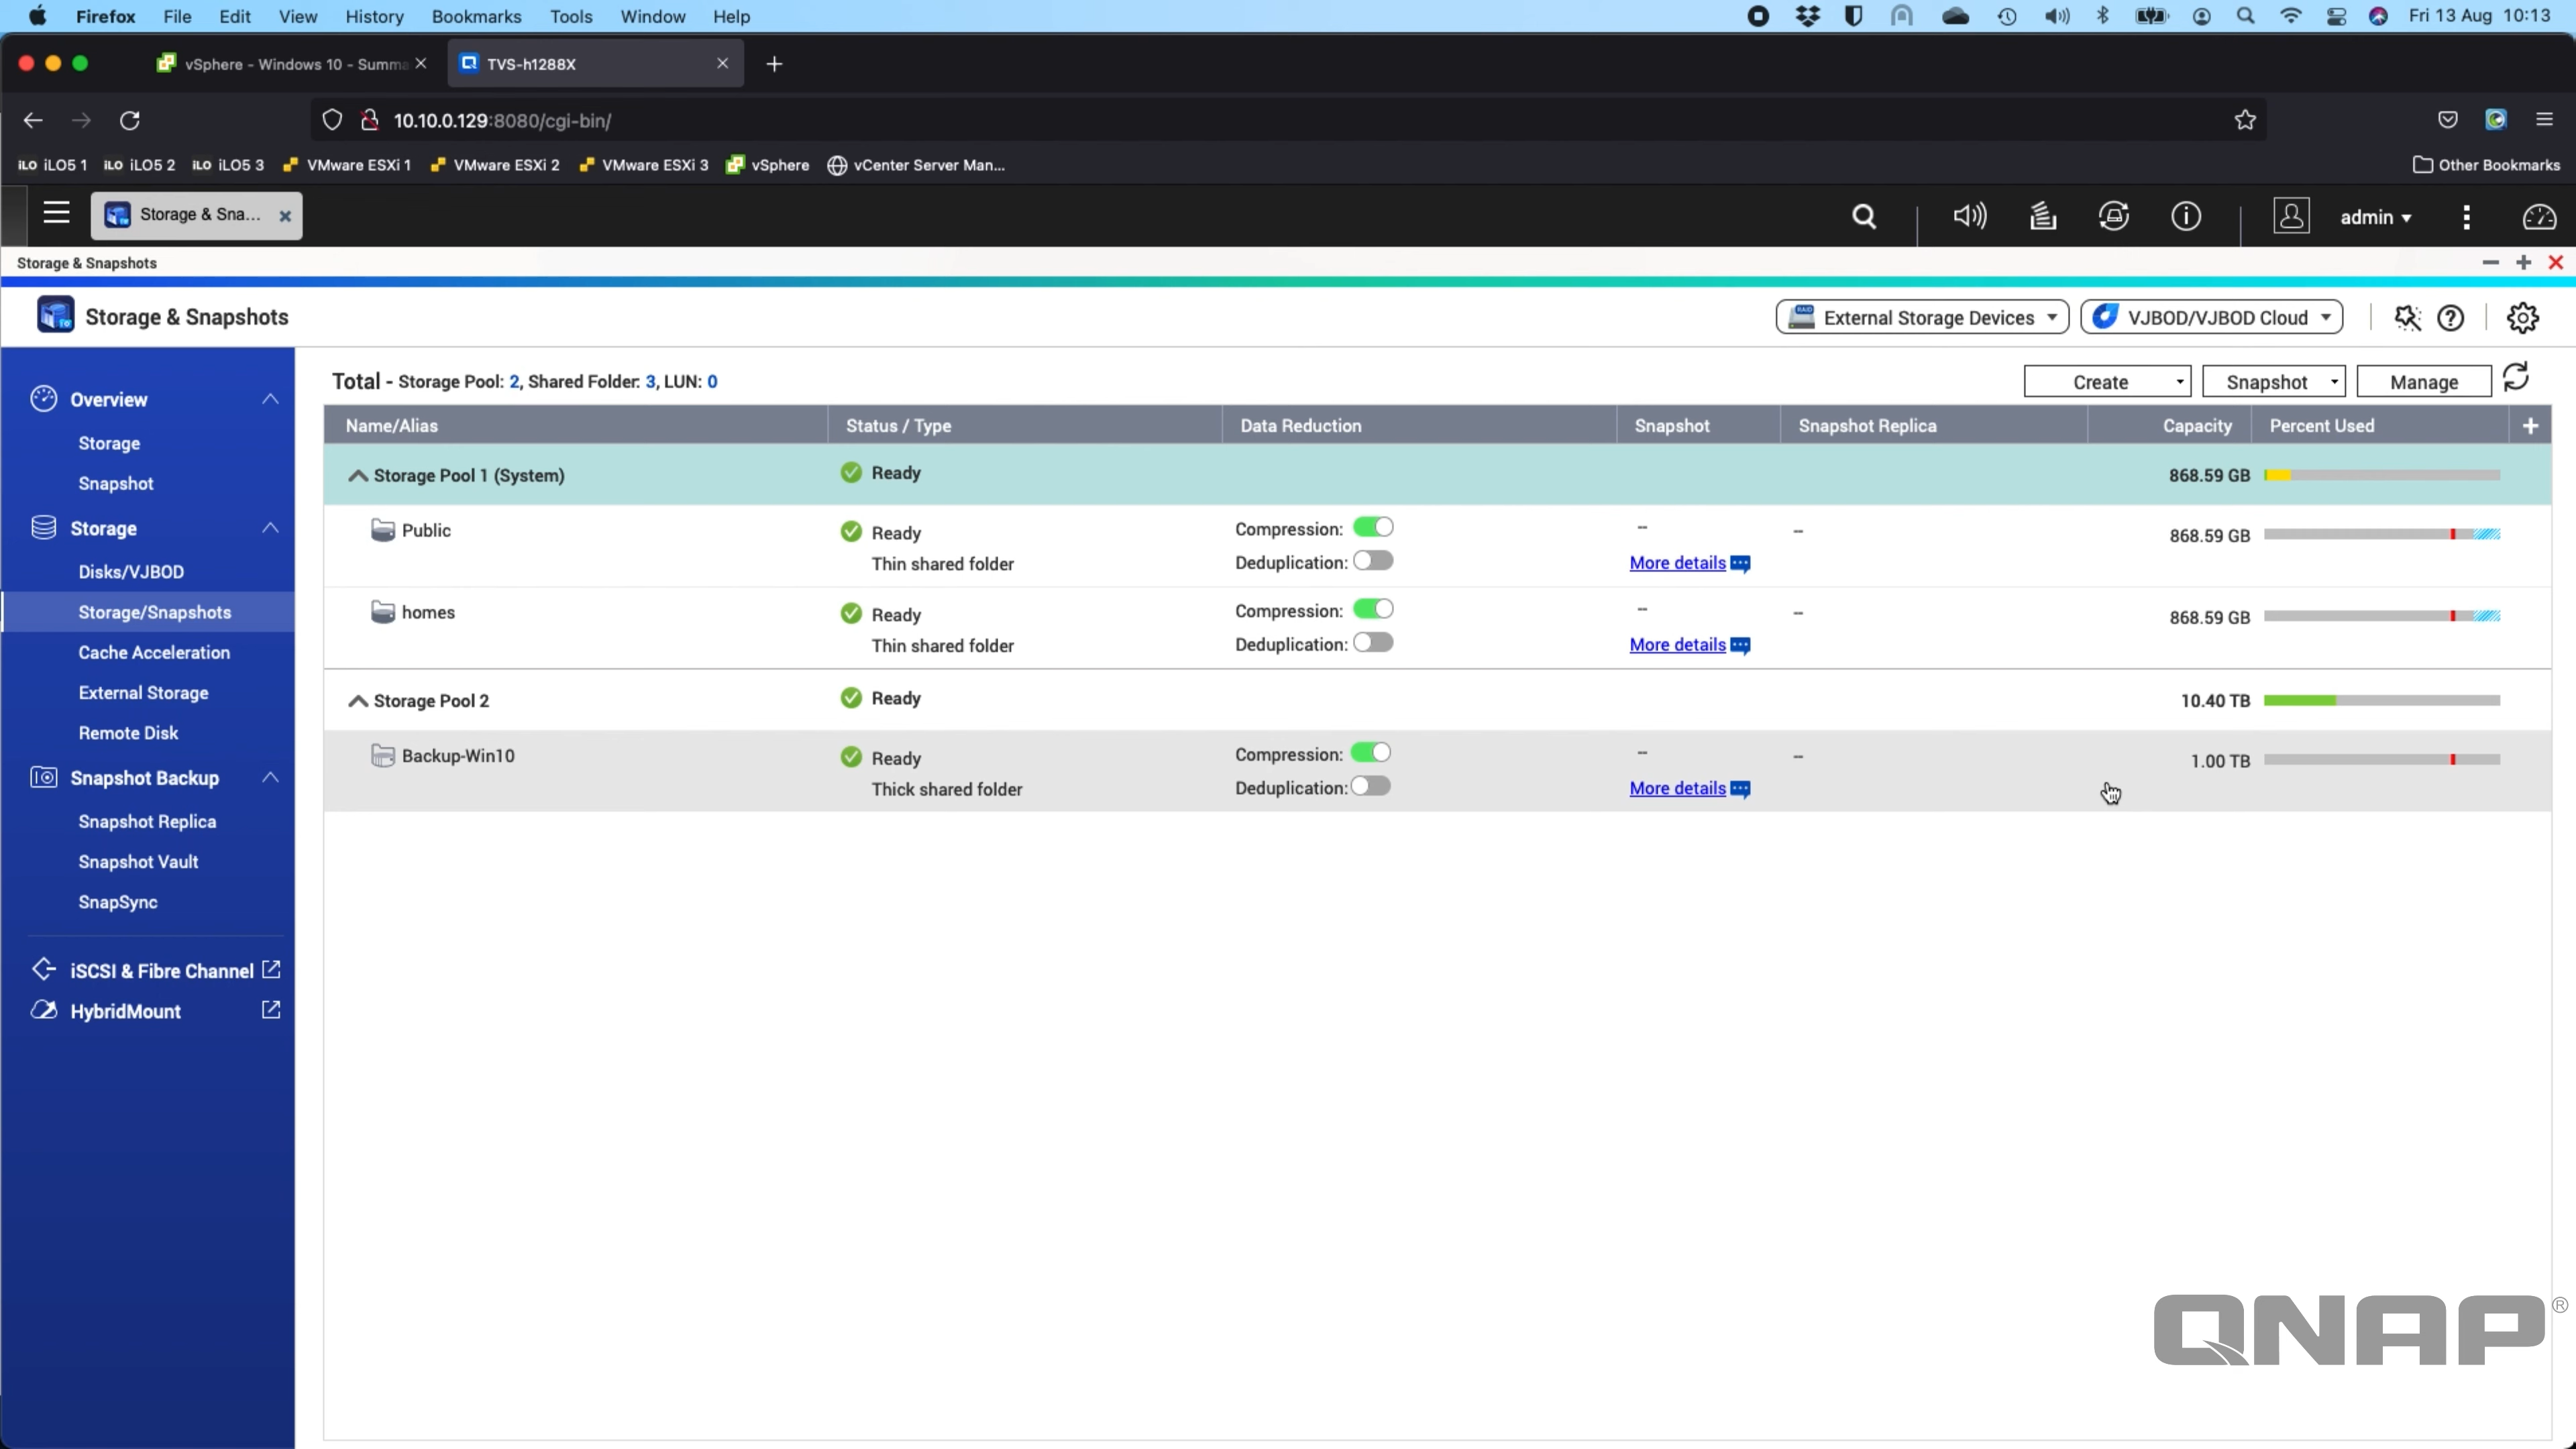 Firefox File Edit View History Bookmarks Tools Window Help Fri 13 Aug 10:13
vSphere - Windows 10 - Summa TVS-h1288X
10.10.0.129:8080/cgi-bin/
iLO iLO5 1 iLO iLO5 2 iLO iLO5 3 VMware ESXi 1 VMware ESXi 2 VMware ESXi 3 vSphere vCenter Server Man... Other Bookmarks
Storage & Sna... admin
Storage & Snapshots
Storage & Snapshots RAID External Storage Devices VJBOD/VJBOD Cloud
Total - Storage Pool: 2, Shared Folder: 3, LUN: 0 Create Snapshot Manage
Name/Alias Status / Type Data Reduction Snapshot Snapshot Replica Capacity Percent Used
Storage Pool 1 (System) Ready 868.59 GB
Public Ready Compression: -- -- 868.59 GB
Thin shared folder Deduplication: More details
homes Ready Compression: -- -- 868.59 GB
Thin shared folder Deduplication: More details
Storage Pool 2 Ready 10.40 TB
Backup-Win10 Ready Compression: -- -- 1.00 TB
Thick shared folder Deduplication: More details
Overview
Storage
Snapshot
Storage
Disks/VJBOD
Storage/Snapshots
Cache Acceleration
External Storage
Remote Disk
Snapshot Backup
Snapshot Replica
Snapshot Vault
SnapSync
iSCSI & Fibre Channel
HybridMount
QNAP®